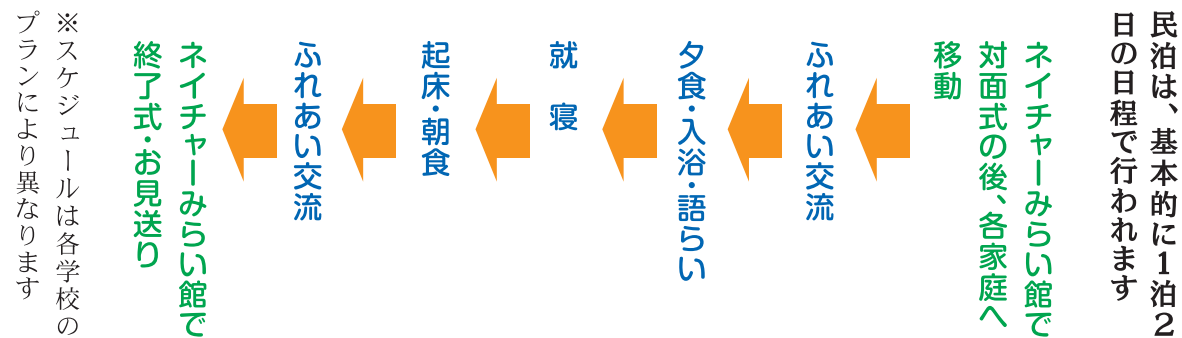 民泊は、基本的に１泊２
日の日程で行われます
ネイチャーみらい館で
対面式の後、各家庭へ
移動
ふれあい交流
夕食・入浴・語らい
就　寝
起床・朝食
ふれあい交流
ネイチャーみらい館で
終了式・お見送り
※スケジュールは各学校の
プランにより異なります